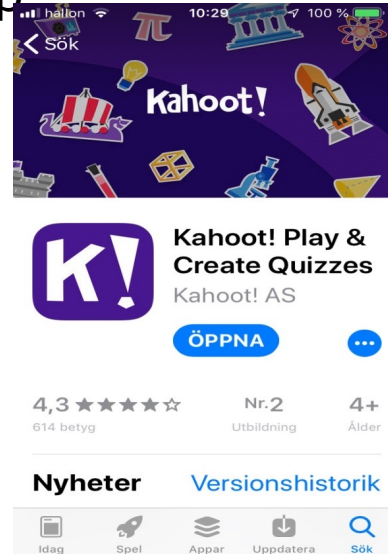 hallon 10:29 100 %
Sök
Kahoot!
K!
Kahoot! Play &
Create Quizzes
Kahoot! AS
ÖPPNA
4,3 Nr.2 4+
614 betyg Utbildning Ålder
Nyheter Versionshistorik
Idag Spel Appar Uppdatera Sök